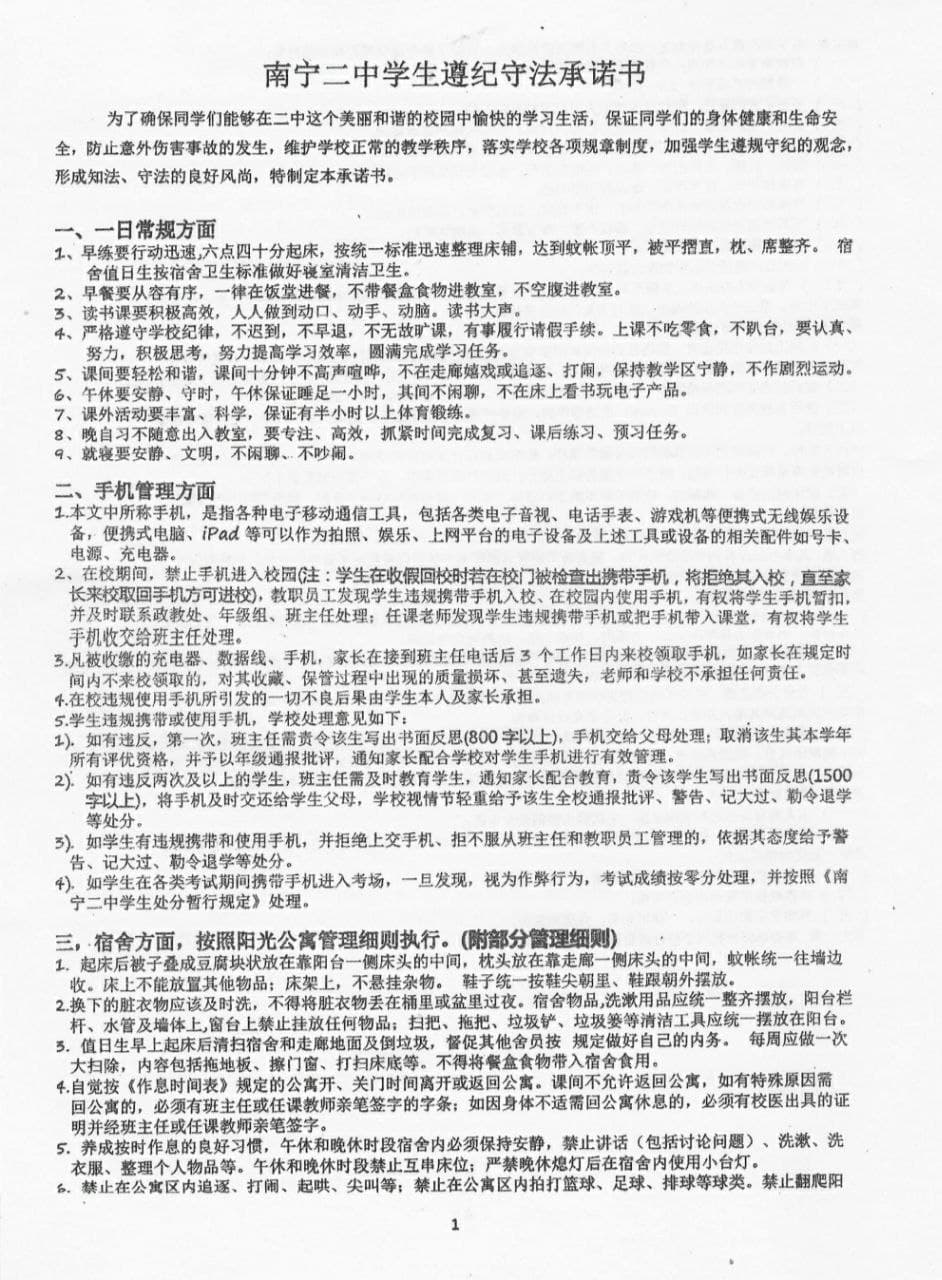 南宁二中学生遵纪守法承诺书
为了确保同学们能够在二中这个美丽和谐的校园中愉快的学习生活，保证同学们的身体健康和生命安
全，防止意外伤害事故的发生，维护学校正常的教学秩序，落实学校各项规章制度，加强学生遵规守纪的观念，
形成知法、守法的良好风尚，特制定本承诺书。
一、一日常规方面
1、早练要行动迅速,六点四十分起床，按统一标准迅速整理床铺，达到蚊帐顶平，被平摺直，枕、席整齐。 宿
舍值日生按宿舍卫生标准做好寝室清洁卫生。
2、早餐要从容有序，一律在饭堂进餐，不带餐盒食物进教室，不空腹进教室。
3、读书课要积极高效，人人做到动口、动手、动脑。读书大声。
4、严格遵守学校纪律，不迟到，不早退，不无故旷课，有事履行请假手续。上课不吃零食，不趴台，要认真、
努力，积极思考，努力提高学习效率，圆满完成学习任务。
5、课间要轻松和谐，课间十分钟不高声喧哗，不在走廊嬉戏或追逐、打闹，保持教学区宁静，不作剧烈运动。
6、午休要安静、守时，午休保证睡足一小时，其间不闲聊，不在床上看书玩电子产品。
7、课外活动要丰富、科学，保证有半小时以上体育锻练。
8、晚自习不随意出入教室，要专注、高效，抓紧时间完成复习、课后练习、预习任务。
9、就寝要安静、文明，不闲聊、不吵闹。
二、手机管理方面
1.本文中所称手机，是指各种电子移动通信工具，包括各类电子音视、电话手表、游戏机等便携式无线娱乐设
备，便携式电脑、iPad 等可以作为拍照、娱乐、上网平台的电子设备及上述工具或设备的相关配件如号卡、
电源、充电器。
2、在校期间，禁止手机进入校园(注：学生在收假回校时若在校门被检查出携带手机，将拒绝其入校，直至家
长来校取回手机方可进校)，教职员工发现学生违规携带手机入校、在校园内使用手机，有权将学生手机暂扣，
并及时联系政教处、年级组、班主任处理；任课老师发现学生违规携带手机或把手机带入课堂，有权将学生
手机收交给班主任处理。
3.凡被收缴的充电器、数据线、手机，家长在接到班主任电话后 3 个工作日内来校领取手机，如家长在规定时
间内不来校领取的，对其收藏、保管过程中出现的质量损坏、甚至遗失，老师和学校不承担任何责任。
4.在校违规使用手机所引发的一切不良后果由学生本人及家长承担。
5.学生违规携带或使用手机，学校处理意见如下：
1）. 如有违反，第一次，班主任需责令该生写出书面反思(800 字以上)，手机交给父母处理；取消该生其本学年
所有评优资格，并予以年级通报批评，通知家长配合学校对学生手机进行有效管理。
2）. 如有违反两次及以上的学生，班主任需及时教育学生，通知家长配合教育，责令该学生写出书面反思(1500
字以上)，将手机及时交还给学生父母，学校视情节轻重给予该生全校通报批评、警告、记大过、勒令退学
等处分。
3）. 如学生有违规携带和使用手机，并拒绝上交手机、拒不服从班主任和教职员工管理的，依据其态度给予警
告、记大过、勒令退学等处分。
4）. 如学生在各类考试期间携带手机进入考场，一旦发现，视为作弊行为，考试成绩按零分处理，并按照《南
宁二中学生处分暂行规定》处理。
三，宿舍方面，按照阳光公寓管理细则执行。(附部分管理细则)
1. 起床后被子叠成豆腐块状放在靠阳台一侧床头的中间，枕头放在靠走廊一侧床头的中间，蚊帐统一往墙边
收。床上不能放置其他物品；床架上，不悬挂杂物。 鞋子统一按鞋尖朝里、鞋跟朝外摆放。
2.换下的脏衣物应该及时洗，不得将脏衣物丢在桶里或盆里过夜。宿舍物品,洗漱用品应统一整齐摆放，阳台栏
杆、水管及墙体上,窗台上禁止挂放任何物品；扫把、拖把、垃圾铲、垃圾篓等清洁工具应统一摆放在阳台。
3. 值日生早上起床后清扫宿舍和走廊地面及倒垃圾，督促其他舍员按 规定做好自己的内务。 每周应做一次
大扫除，内容包括拖地板、擦门窗、打扫床底等。不得将餐盒食物带入宿舍食用。
4.自觉按《作息时间表》规定的公寓开、关门时间离开或返回公寓。课间不允许返回公寓，如有特殊原因需
回公寓的，必须有班主任或任课教师亲笔签字的字条；如因身体不适需回公寓休息的，必须有校医出具的证
明并经班主任或任课教师亲笔签字。
5. 养成按时作息的良好习惯，午休和晚休时段宿舍内必须保持安静，禁止讲话（包括讨论问题）、洗漱、洗
衣服、整理个人物品等。午休和晚休时段禁止互串床位；严禁晚休熄灯后在宿舍内使用小台灯。
6. 禁止在公寓区内追逐、打闹、起哄、尖叫等；禁止在公寓区内拍打篮球、足球、排球等球类。禁止翻爬阳
1